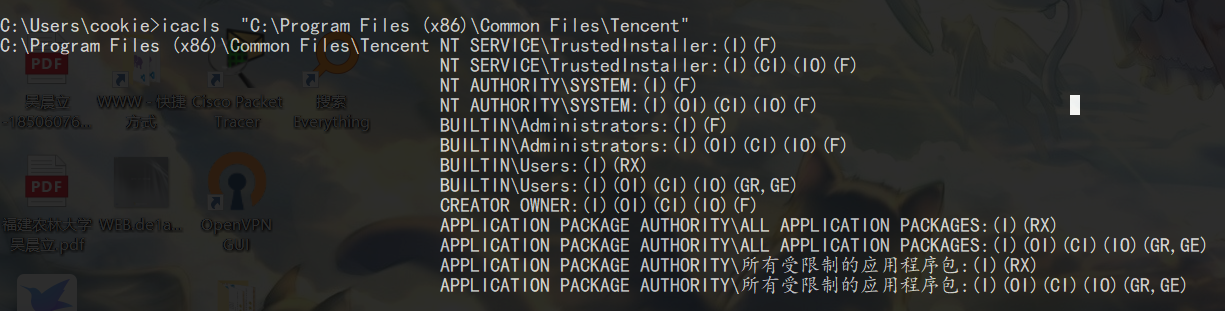 C:\Users\cookie>icacls  "C:\Program Files (x86)\Common Files\Tencent"
C:\Program Files (x86)\Common Files\Tencent NT SERVICE\TrustedInstaller:(I)(F)
NT SERVICE\TrustedInstaller:(I)(CI)(IO)(F)
NT AUTHORITY\SYSTEM:(I)(F)
NT AUTHORITY\SYSTEM:(I)(OI)(CI)(IO)(F)
BUILTIN\Administrators:(I)(F)
BUILTIN\Administrators:(I)(OI)(CI)(IO)(F)
BUILTIN\Users:(I)(RX)
BUILTIN\Users:(I)(OI)(CI)(IO)(GR,GE)
CREATOR OWNER:(I)(OI)(CI)(IO)(F)
APPLICATION PACKAGE AUTHORITY\ALL APPLICATION PACKAGES:(I)(RX)
APPLICATION PACKAGE AUTHORITY\ALL APPLICATION PACKAGES:(I)(OI)(CI)(IO)(GR,GE)
APPLICATION PACKAGE AUTHORITY\所有受限制的应用程序包:(I)(RX)
APPLICATION PACKAGE AUTHORITY\所有受限制的应用程序包:(I)(OI)(CI)(IO)(GR,GE)
PDF
吴晨立
WWW - 快捷
方式
Cisco Packet
Tracer
搜索
Everything
PDF
福建农林大学
吴晨立.pdf
OpenVPN
GUI